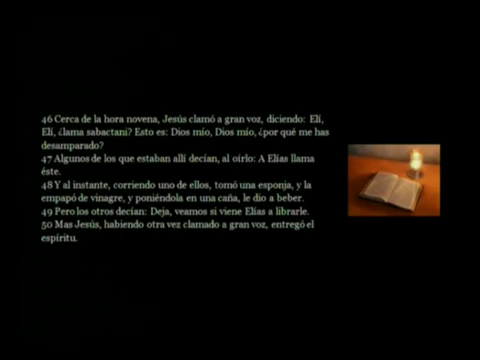 46 Cerca de la hora novena, Jesús clamó a gran voz, diciendo: Elí,
Elí, ¿lama sabactani? Esto es: Dios mío, Dios mío, ¿por qué me has
desamparado?
47 Algunos de los que estaban allí decían, al oírlo: A Elías llama
éste.
48 Y al instante, corriendo uno de ellos, tomó una esponja, y la
empapó de vinagre, y poniéndola en una caña, le dio a beber.
49 Pero los otros decían: Deja, veamos si viene Elías a librarle.
50 Mas Jesús, habiendo otra vez clamado a gran voz, entregó el
espíritu.